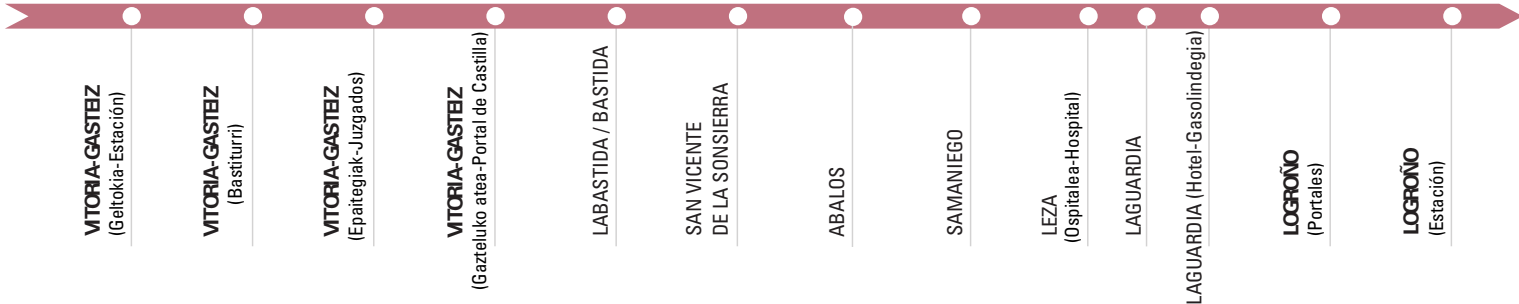 VITORIA-GASTEIZ
(Geltokia-Estación)
VITORIA-GASTEIZ
(Bastiturri)
VITORIA-GASTEIZ
(Epaitegiak-Juzgados)
VITORIA-GASTEIZ
(Gazteluko atea-Portal de Castilla)
LABASTIDA / BASTIDA
SAN VICENTE
DE LA SONSIERRA
ABALOS
SAMANIEGO
LEZA
(Ospitalea-Hospital)
LAGUARDIA
LAGUARDIA (Hotel-Gasolindegia)
LOGROÑO
(Portales)
LOGROÑO
(Estación)